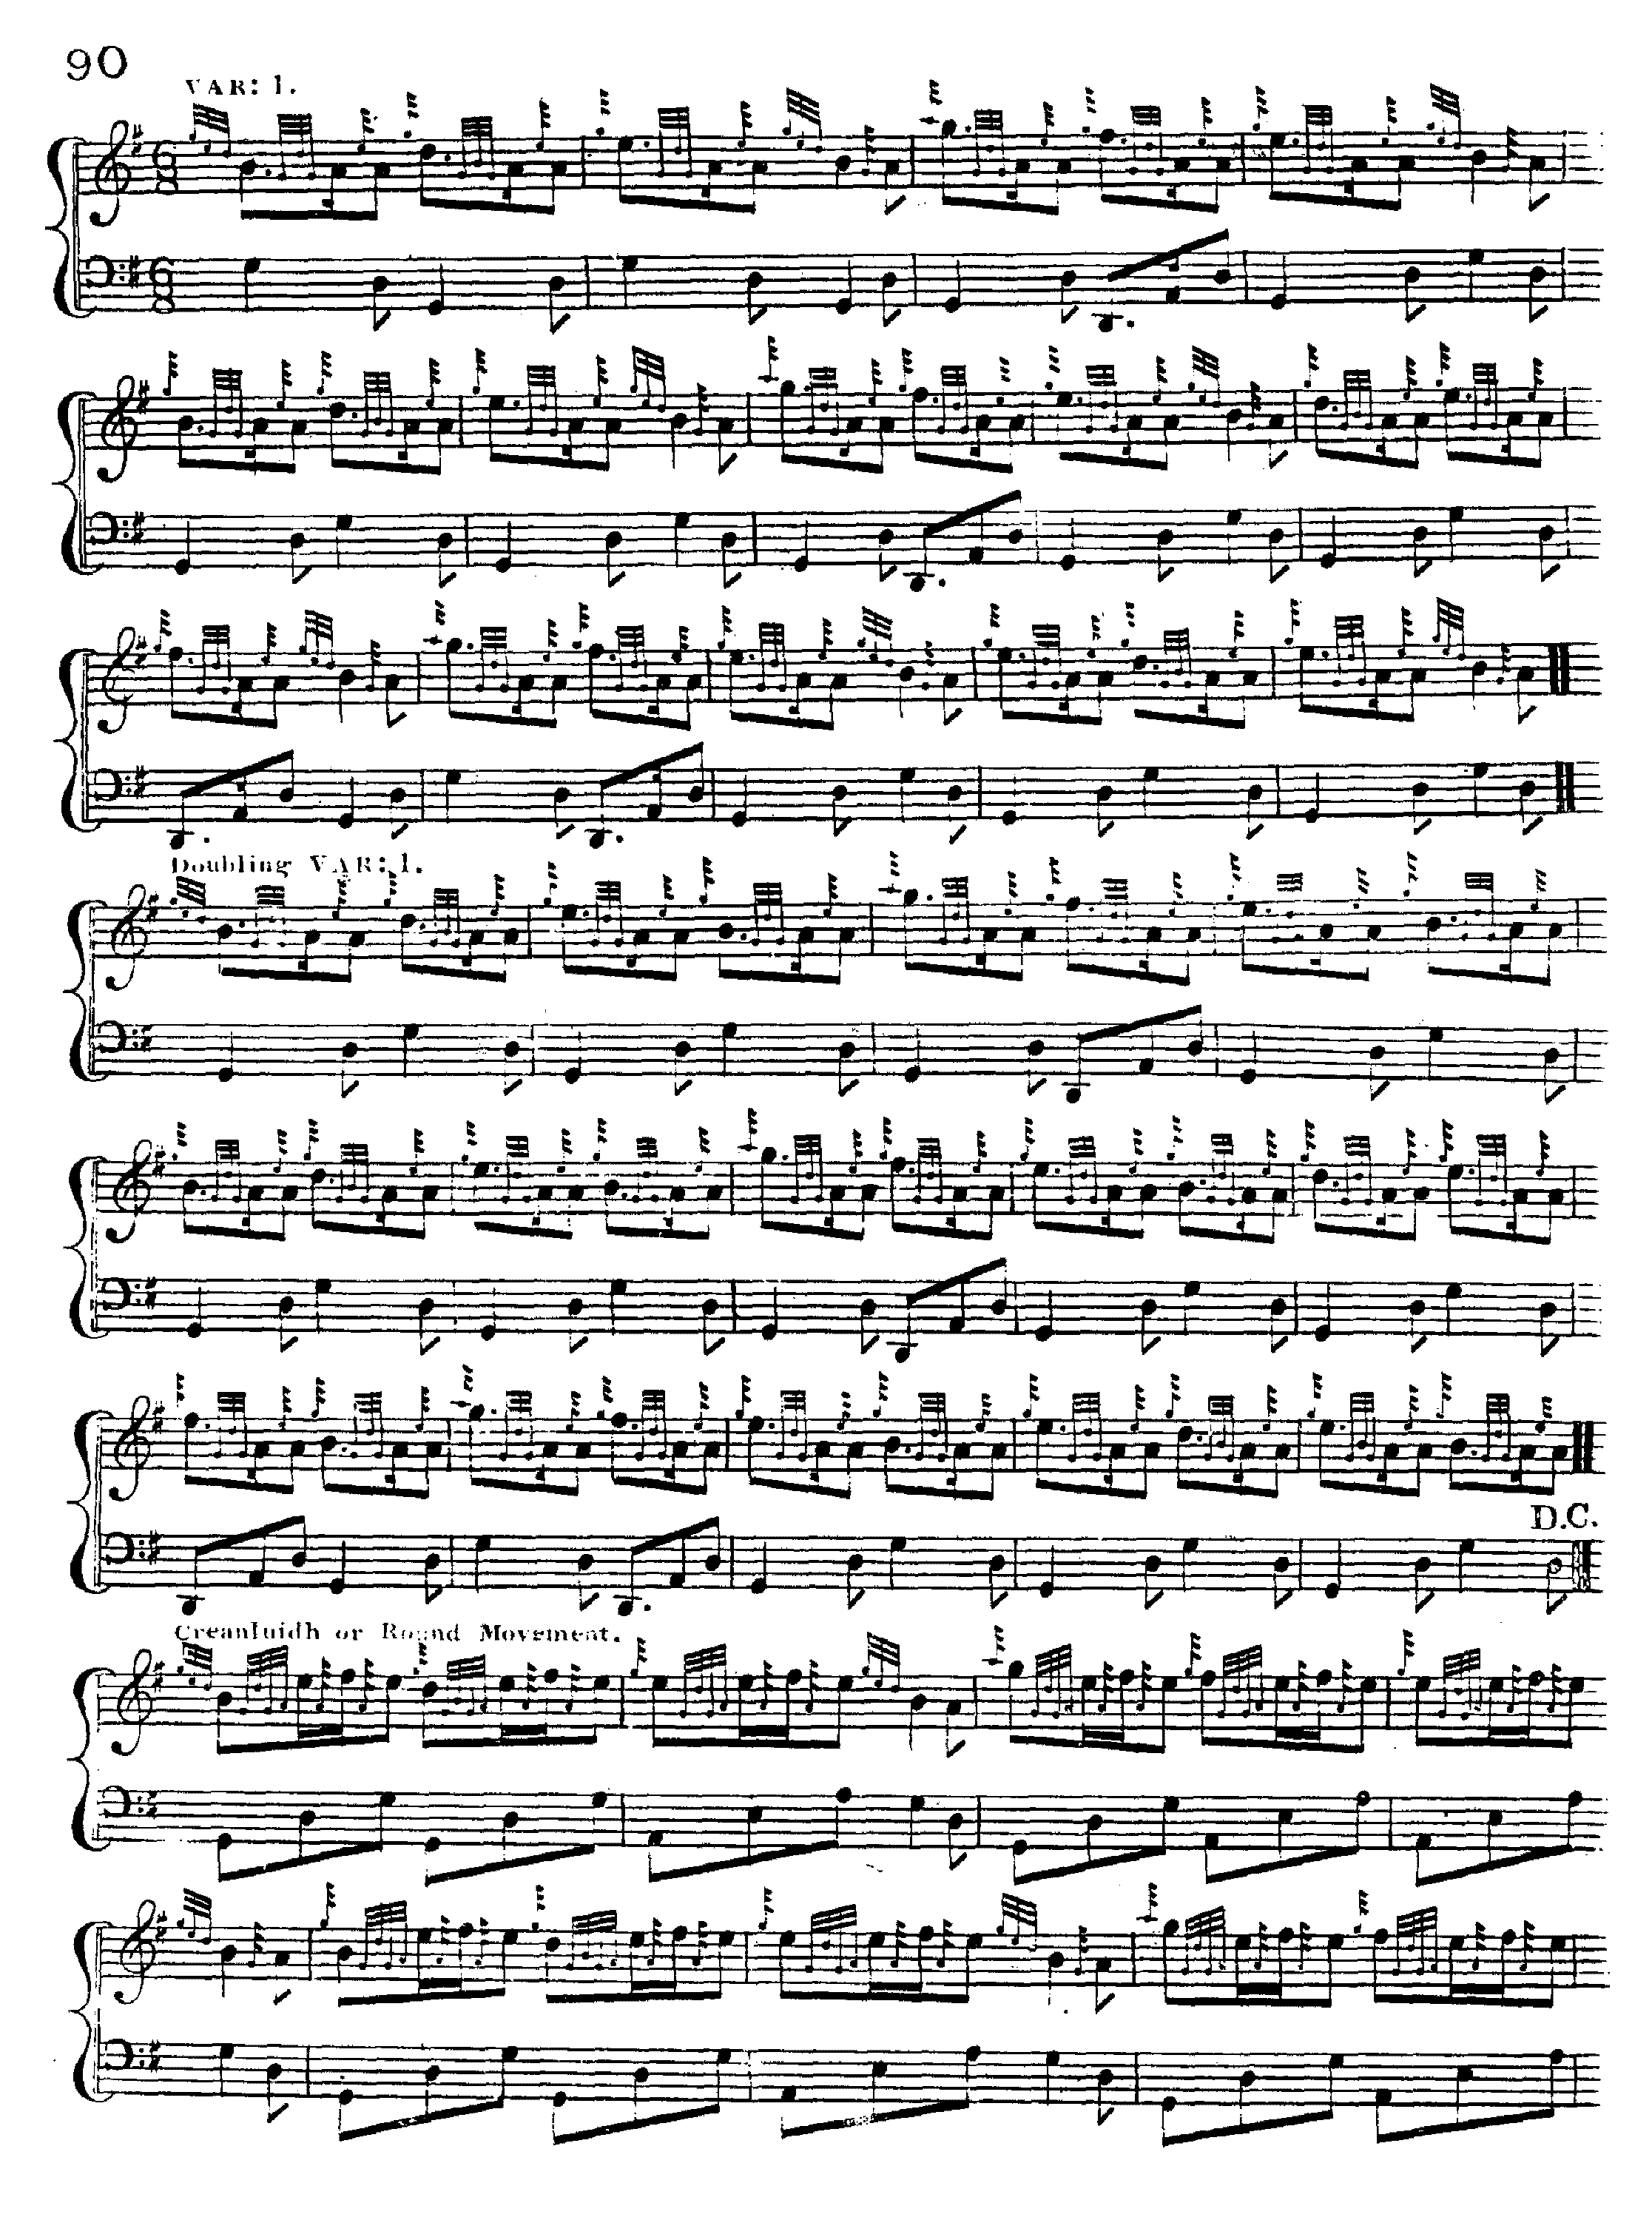 90
VAR: 1.
Doubling VAR: 1.
D.C.
Creanluidh or Round Movement.